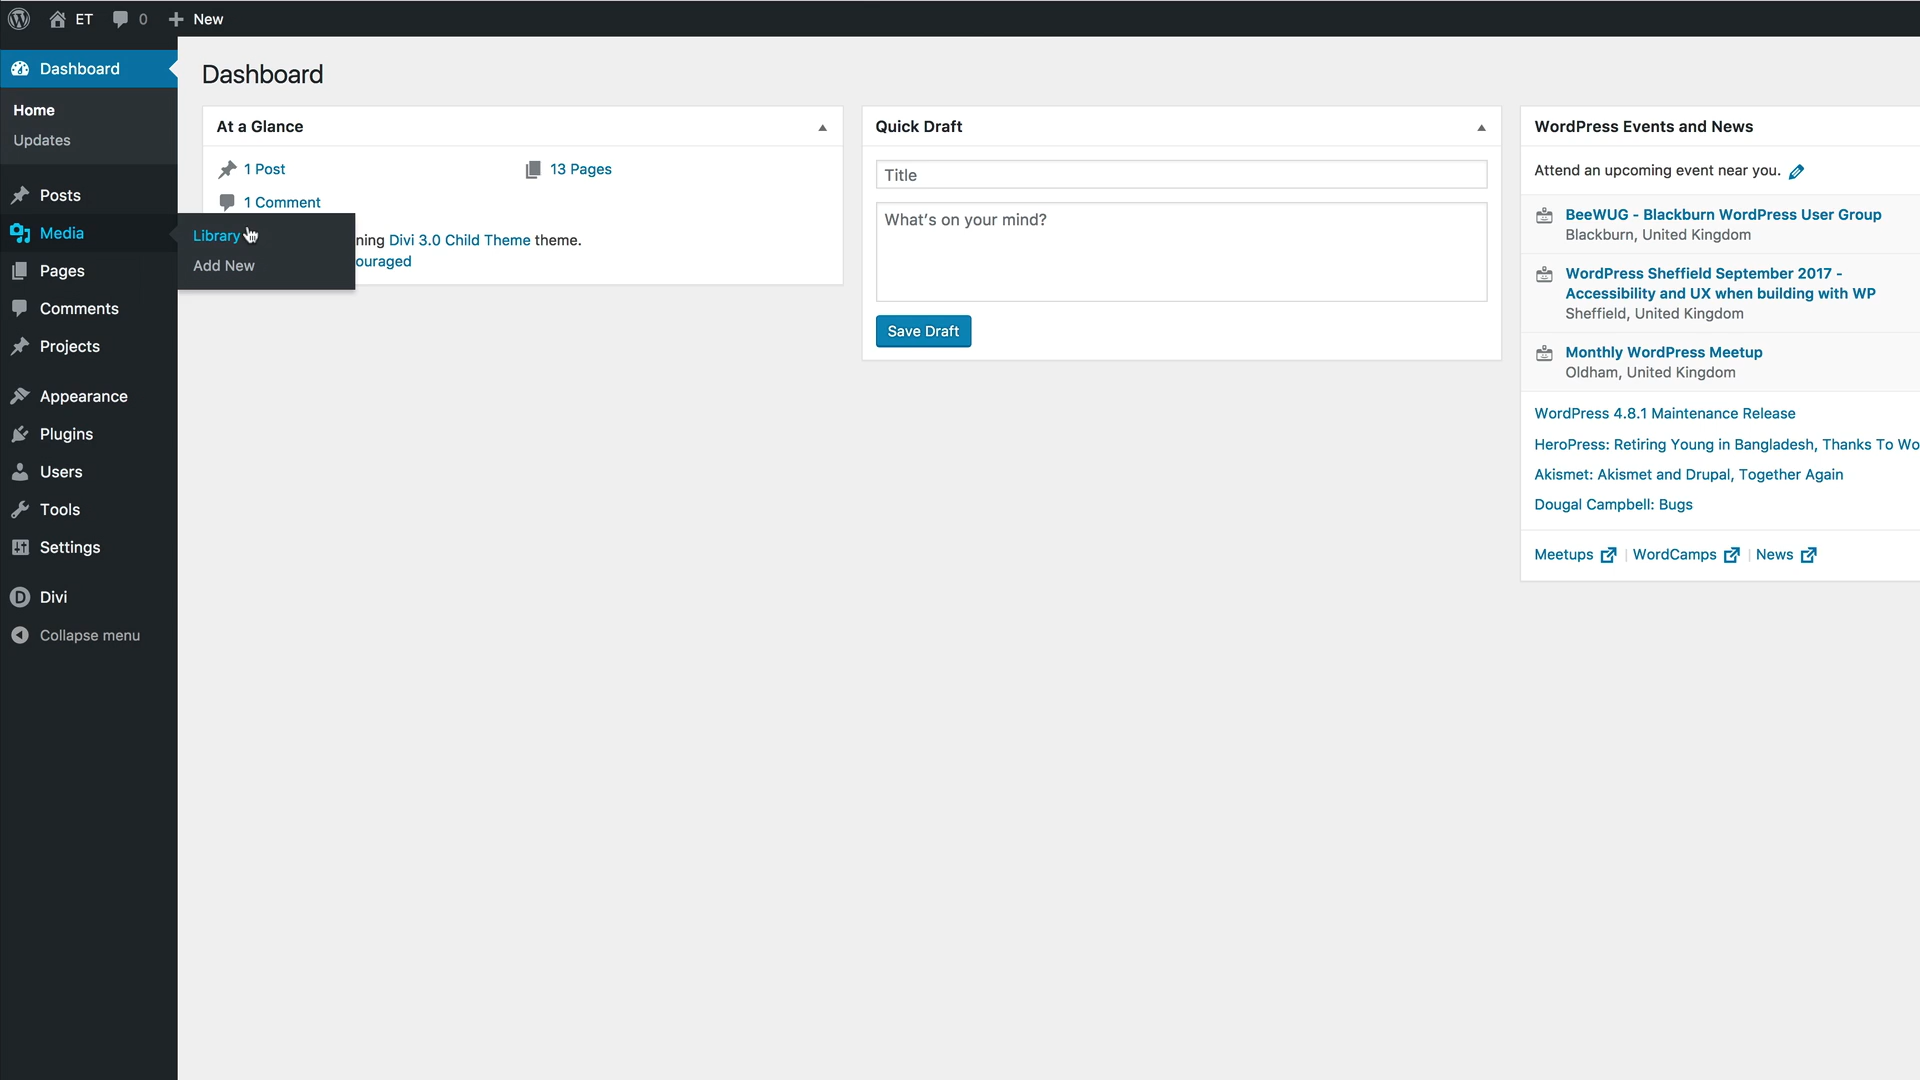 ET
0
New
Dashboard
Home
Updates
Posts
Media
Library
Add New
Pages
Comments
Projects
Appearance
Plugins
Users
Tools
Settings
Divi
Collapse menu
Dashboard
At a Glance
1 Post
13 Pages
1 Comment
ning Divi 3.0 Child Theme theme.
ouraged
Quick Draft
Title
What's on your mind?
Save Draft
WordPress Events and News
Attend an upcoming event near you.
BeeWUG - Blackburn WordPress User Group
Blackburn, United Kingdom
WordPress Sheffield September 2017 -
Accessibility and UX when building with WP
Sheffield, United Kingdom
Monthly WordPress Meetup
Oldham, United Kingdom
WordPress 4.8.1 Maintenance Release
HeroPress: Retiring Young in Bangladesh, Thanks To Wo
Akismet: Akismet and Drupal, Together Again
Dougal Campbell: Bugs
Meetups | WordCamps | News